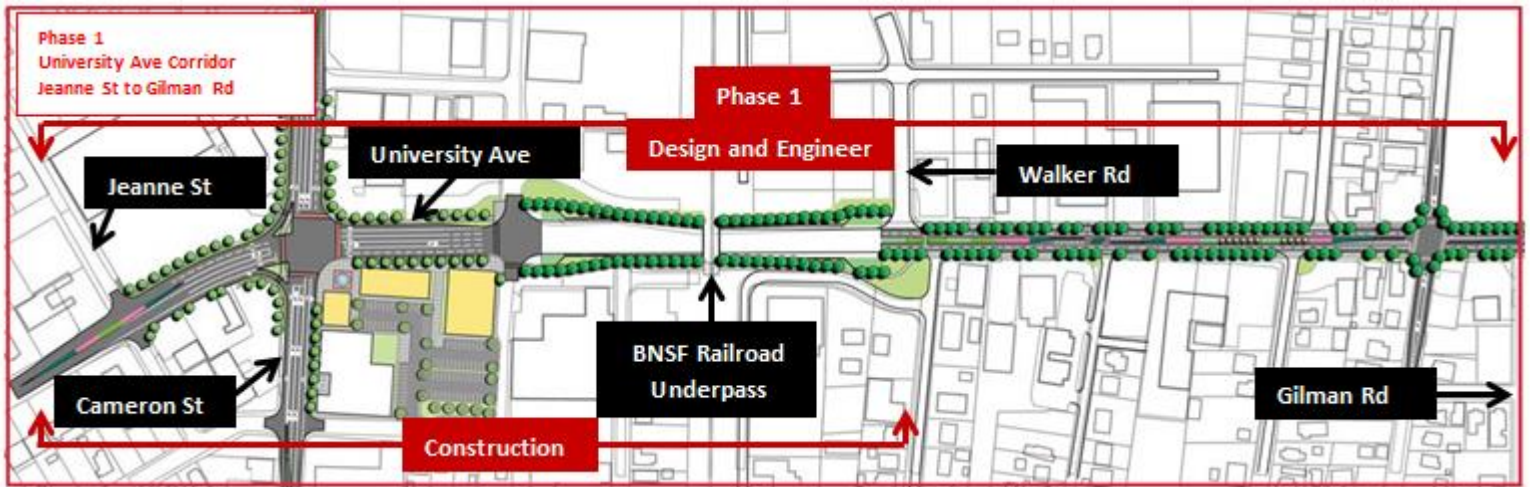 Phase 1
University Ave Corridor
Jeanne St to Gilman Rd
Phase 1
Design and Engineer
University Ave
Jeanne St
Walker Rd
BNSF Railroad
Underpass
Cameron St
Gilman Rd
Construction